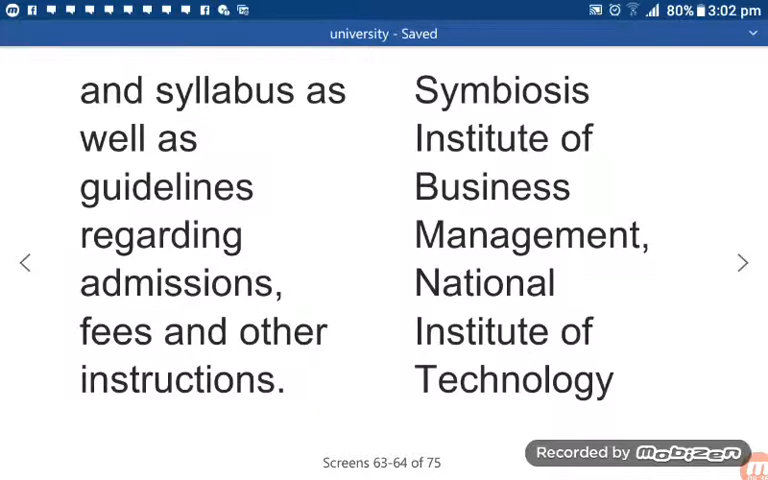 80% 3:02 pm
university - Saved
and syllabus as
well as
guidelines
regarding
admissions,
fees and other
instructions.
Symbiosis
Institute of
Business
Management,
National
Institute of
Technology
Screens 63-64 of 75
Recorded by mobizen